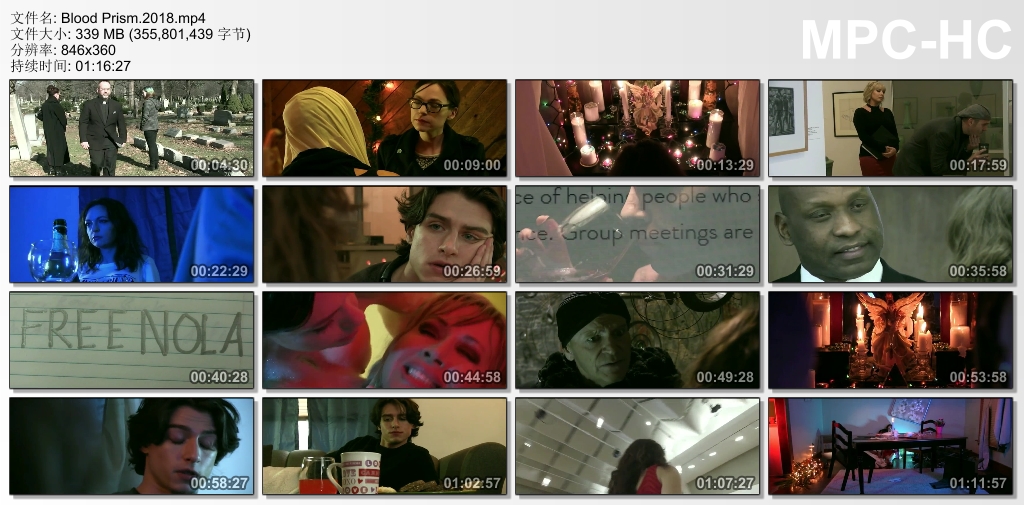 文件名: Blood Prism.2018.mp4
文件大小: 339 MB (355,801,439 字节)
分辨率: 846x360
持续时间: 01:16:27
MPC-HC
00:04:30
00:09:00
00:13:29
00:17:59
00:22:29
00:26:59
ce of helping people who
nce. Group meetings are
00:31:29
00:35:58
FREE NOLA
00:40:28
00:44:58
00:49:28
00:53:58
00:58:27
01:02:57
01:07:27
01:11:57